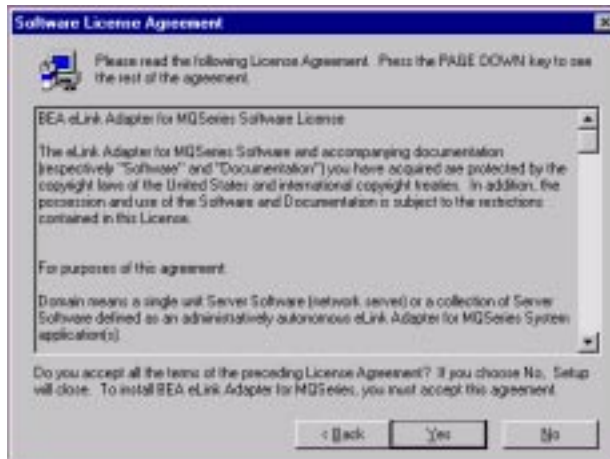 Software License Agreement
Please read the following License Agreement. Press the PAGE DOWN key to see
the rest of the agreement.
BEA eLink Adapter for MQSeries Software License
The eLink Adapter for MQSeries Software and accompanying documentation
(respectively "Software" and "Documentation") you have acquired are protected by the
copyright laws of the United States and international copyright treaties. In addition, the
possession and use of the Software and Documentation is subject to the restrictions
contained in this License.
For purposes of this agreement:
Domain means a single unit Server Software (network server) or a collection of Server
Software defined as an administratively autonomous eLink Adapter for MQSeries System
application(s).
Do you accept all the terms of the preceding License Agreement? If you choose No, Setup
will close. To install BEA eLink Adapter for MQSeries, you must accept this agreement.
< Back Yes No